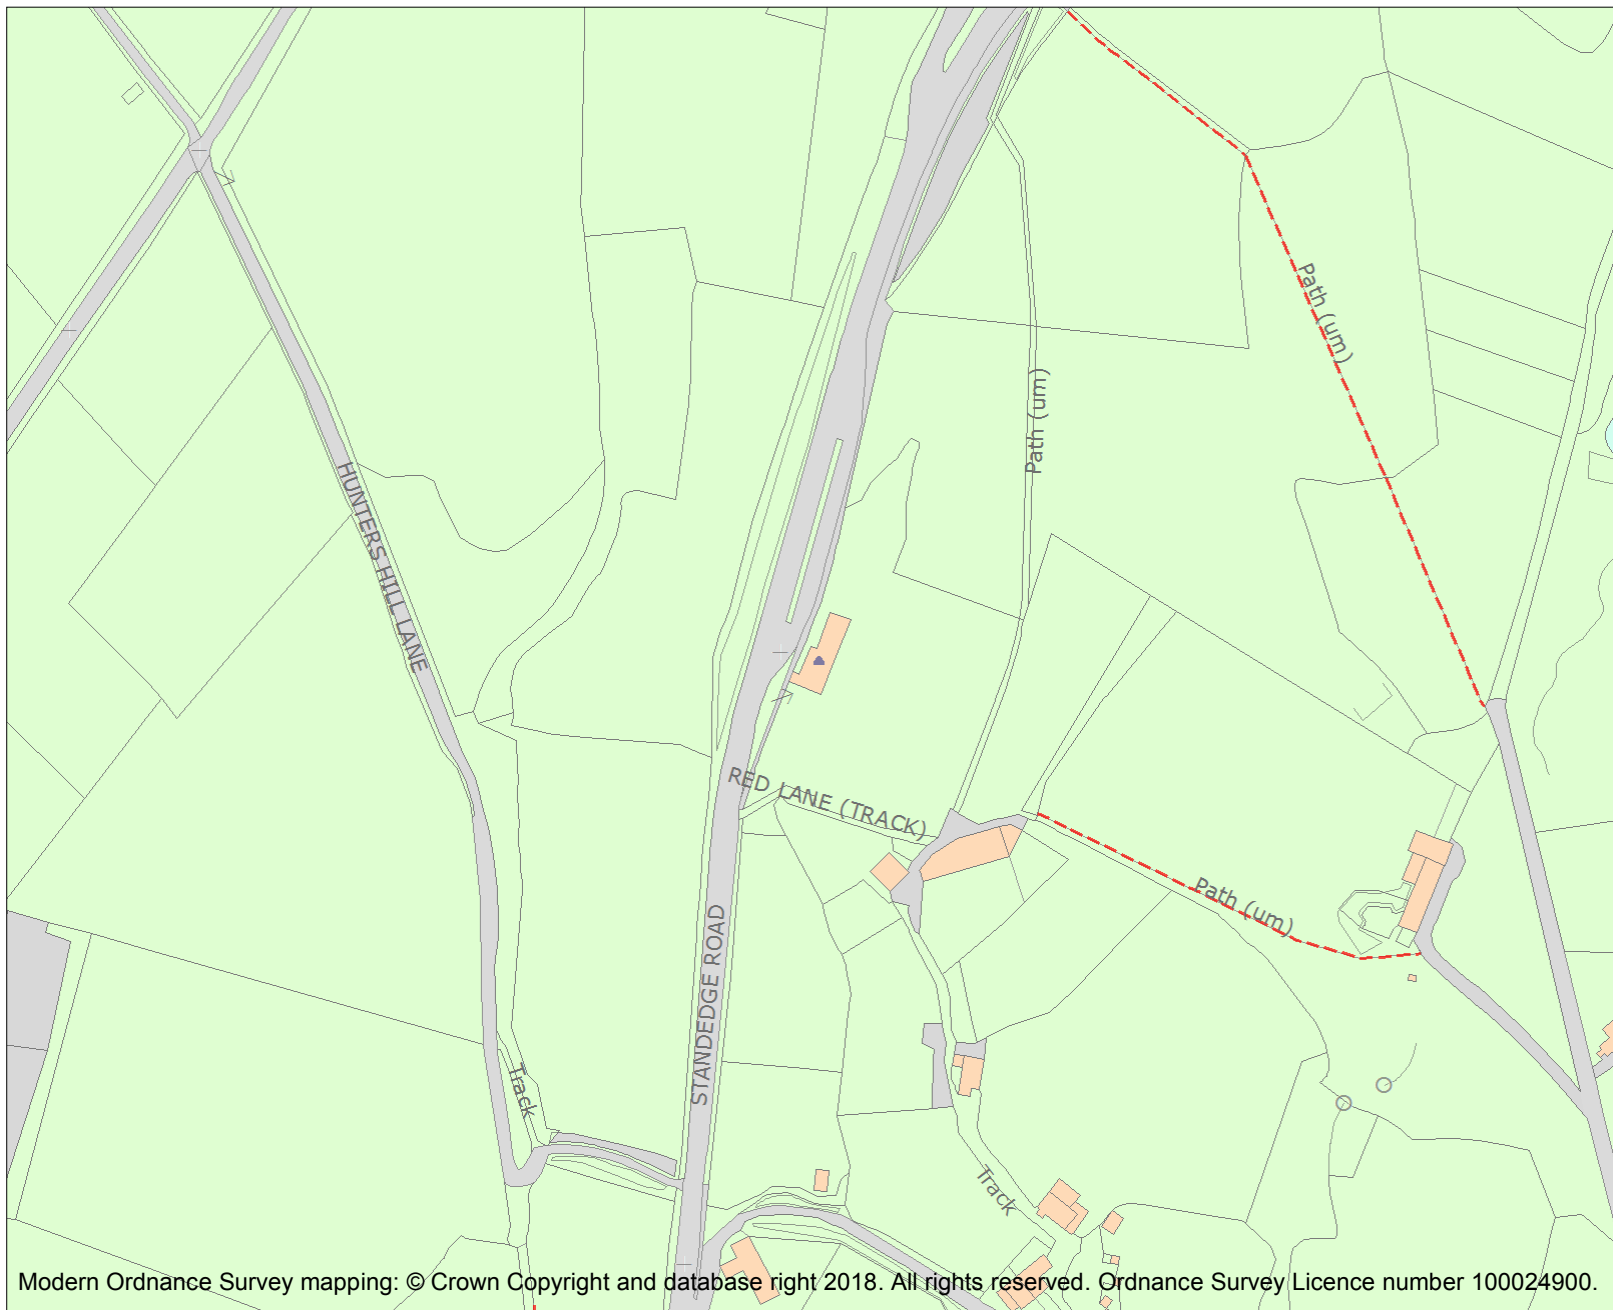 Path (um)
Path (um)
HUNTERS HILL LANE
RED LANE (TRACK)
Path (um)
STANDEDGE ROAD
Track
Track
Modern Ordnance Survey mapping: © Crown Copyright and database right 2018. All rights reserved. Ordnance Survey Licence number 100024900.